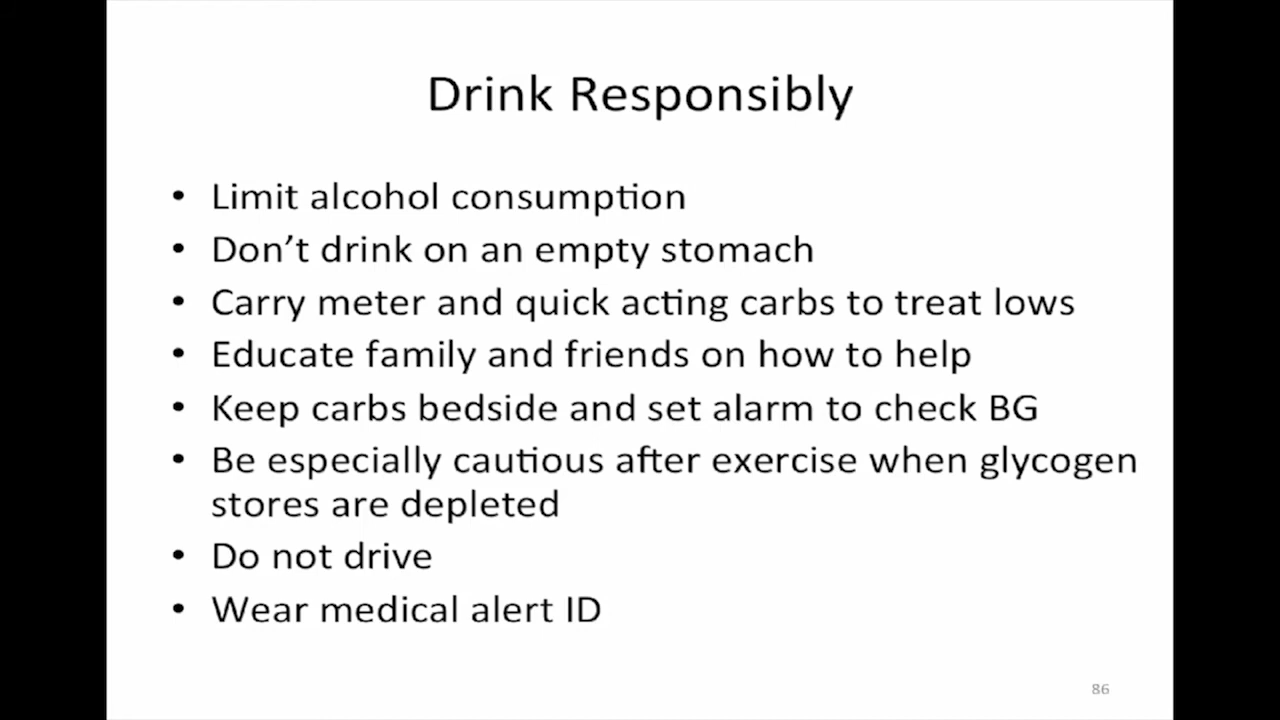 Drink Responsibly
• Limit alcohol consumption
• Don’t drink on an empty stomach
• Carry meter and quick acting carbs to treat lows
• Educate family and friends on how to help
• Keep carbs bedside and set alarm to check BG
• Be especially cautious after exercise when glycogen
stores are depleted
• Do not drive
• Wear medical alert ID
86